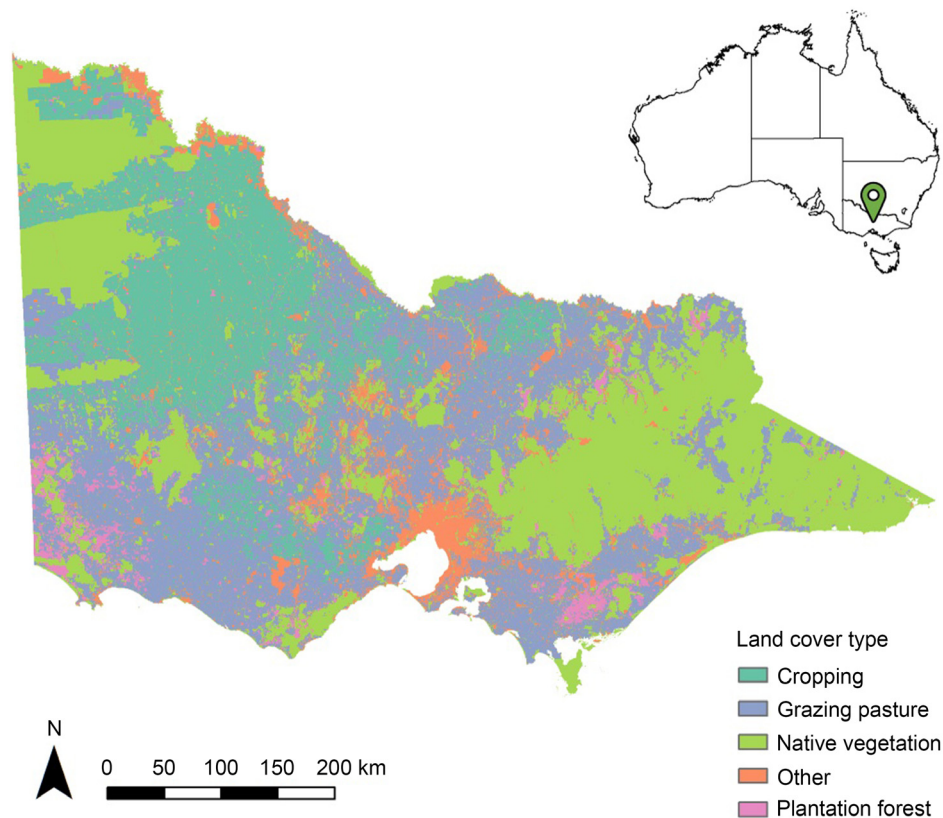 Land cover type
Cropping
Grazing pasture
Native vegetation
Other
Plantation forest
N
0 50 100 150 200 km